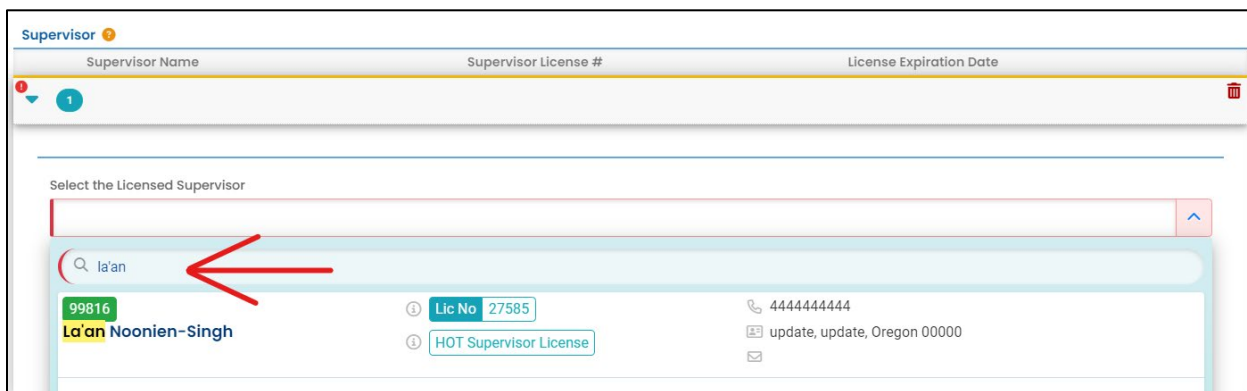 Supervisor ?
Supervisor Name Supervisor License # License Expiration Date
! 1
Select the Licensed Supervisor
la'an
99816 Lic No 27585 4444444444
La'an Noonien-Singh
HOT Supervisor License update, update, Oregon 00000